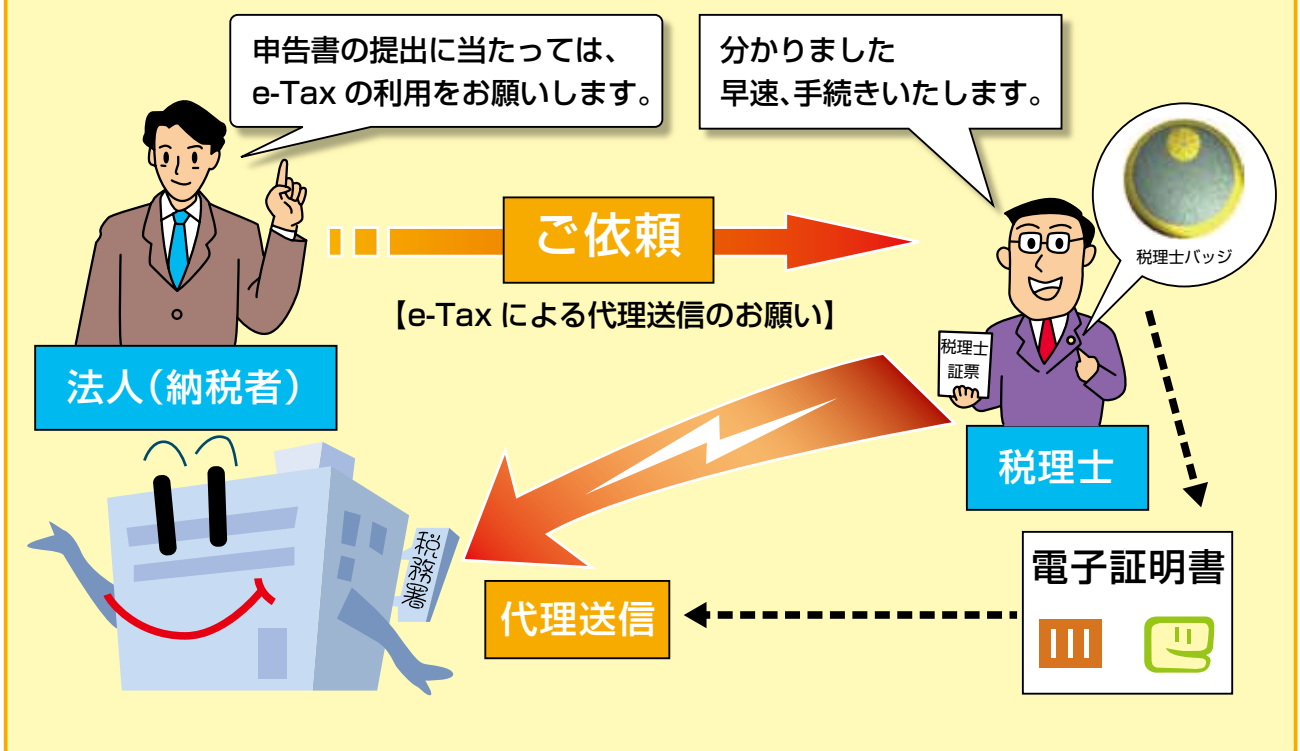 申告書の提出に当たっては、
e-Tax の利用をお願いします。
分かりました
早速、手続きいたします。
税理士バッジ
ご依頼
【e-Tax による代理送信のお願い】
税理士
証票
法人（納税者）
税理士
税務署
電子証明書
代理送信